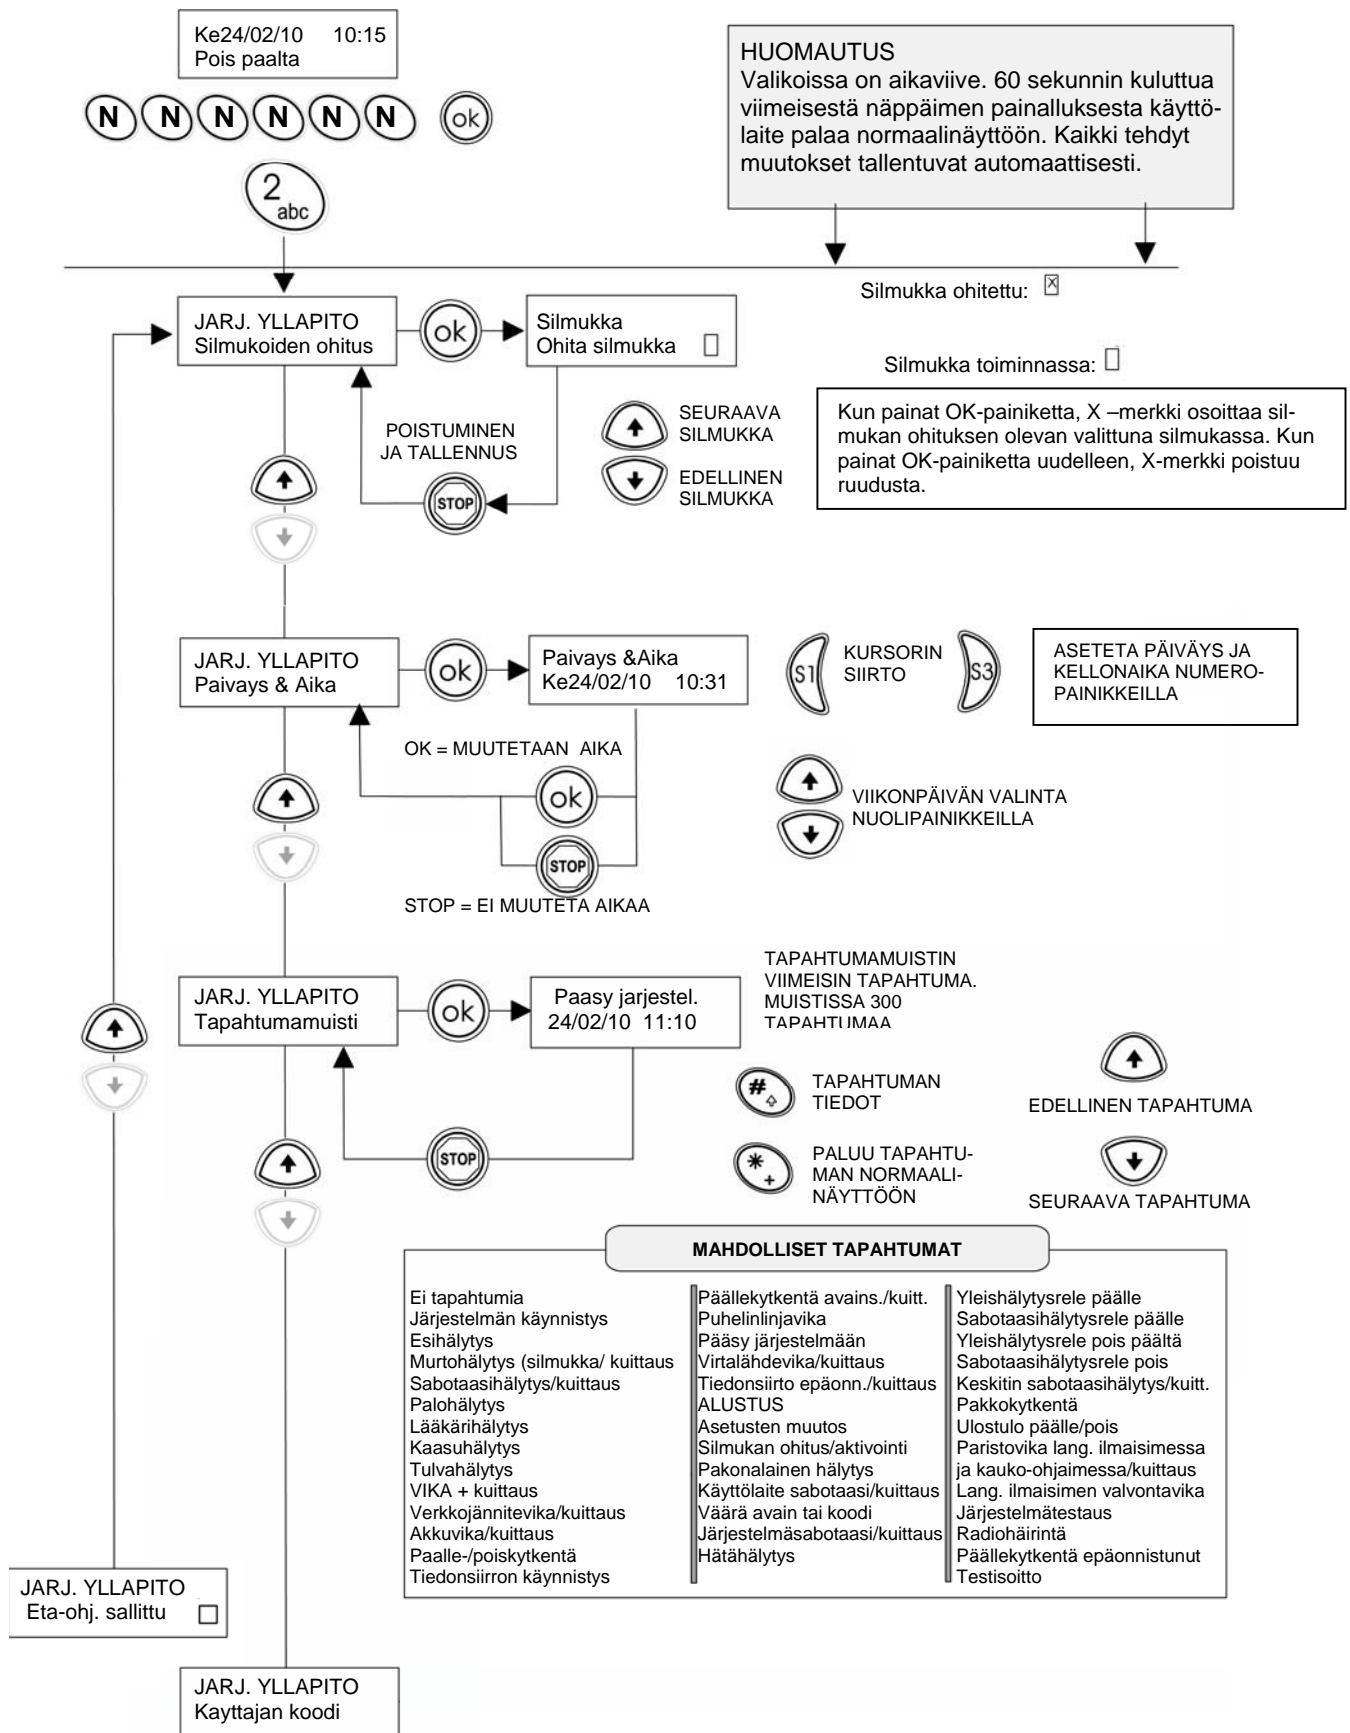 Ke24/02/10 10:15
Pois paalta
N N N N N N ok
2 abc
HUOMAUTUS
Valikoissa on aikaviive. 60 sekunnin kuluttua
viimeisestä näppäimen painalluksesta käyttö-
laite palaa normaalinäyttöön. Kaikki tehdyt
muutokset tallentuvat automaattisesti.
Silmukka ohitettu: X
JARJ. YLLAPITO
Silmukoiden ohitus
ok
Silmukka
Ohita silmukka
Silmukka toiminnassa:
POISTUMINEN
JA TALLENNUS
STOP
SEURAAVA
SILMUKKA
EDELLINEN
SILMUKKA
Kun painat OK-painiketta, X –merkki osoittaa sil-
mukan ohituksen olevan valittuna silmukassa. Kun
painat OK-painiketta uudelleen, X-merkki poistuu
ruudusta.
JARJ. YLLAPITO
Paivays & Aika
ok
Paivays &Aika
Ke24/02/10 10:31
S1
KURSORIN
SIIRTO
S3
ASETETA PÄIVÄYS JA
KELLONAIKA NUMERO-
PAINIKKEILLA
OK = MUUTETAAN AIKA
ok
STOP
STOP = EI MUUTETA AIKAA
VIIKONPÄIVÄN VALINTA
NUOLIPAINIKKEILLA
JARJ. YLLAPITO
Tapahtumamuisti
ok
Paasy jarjestel.
24/02/10 11:10
STOP
TAPAHTUMAMUISTIN
VIIMEISIN TAPAHTUMA.
MUISTISSA 300
TAPAHTUMAA
#
TAPAHTUMAN
TIEDOT
EDELLINEN TAPAHTUMA
* +
PALUU TAPAHTU-
MAN NORMAALI-
NÄYTTÖÖN
SEURAAVA TAPAHTUMA
MAHDOLLISET TAPAHTUMAT
Ei tapahtumia
Järjestelmän käynnistys
Esihälytys
Murtohälytys (silmukka/ kuittaus
Sabotaasihälytys/kuittaus
Palohälytys
Lääkärihälytys
Kaasuhälytys
Tulvahälytys
VIKA + kuittaus
Verkkojännitevika/kuittaus
Akkuvika/kuittaus
Paalle-/poiskytkentä
Tiedonsiirron käynnistys
Päällekytkentä avains./kuitt.
Puhelinlinjavika
Pääsy järjestelmään
Virtalähdevika/kuittaus
Tiedonsiirto epäonn./kuittaus
ALUSTUS
Asetusten muutos
Silmukan ohitus/aktivointi
Pakonalainen hälytys
Käyttölaite sabotaasi/kuittaus
Väärä avain tai koodi
Järjestelmäsabotaasi/kuittaus
Hätähälytys
Yleishälytysrele päälle
Sabotaasihälytysrele päälle
Yleishälytysrele pois päältä
Sabotaasihälytysrele pois
Keskitin sabotaasihälytys/kuitt.
Pakkokytkentä
Ulostulo päälle/pois
Paristovika lang. ilmaisimessa
ja kauko-ohjaimessa/kuittaus
Lang. ilmaisimen valvontavika
Järjestelmätestaus
Radiohäirintä
Päällekytkentä epäonnistunut
Testisoitto
JARJ. YLLAPITO
Eta-ohj. sallittu
JARJ. YLLAPITO
Kayttajan koodi